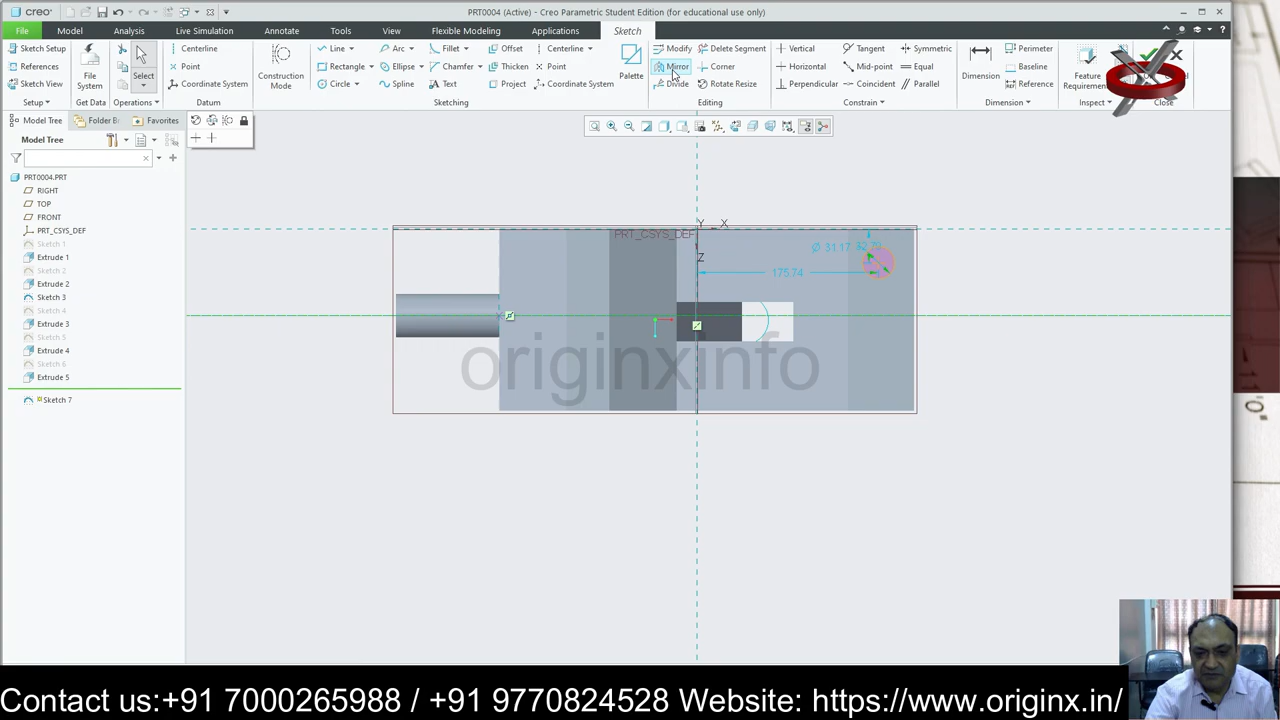 creo
PRT0004 (Active) - Creo Parametric Student Edition (for educational use only)
File Model Analysis Live Simulation Annotate Tools View Flexible Modeling Applications Sketch
Sketch Setup Centerline Line Arc Fillet Offset Centerline Modify Delete Segment Vertical Tangent Symmetric Perimeter
References Point Rectangle Ellipse Chamfer Thicken Point Mirror Corner Horizontal Mid-point Equal Baseline
Sketch View File System Select Coordinate System Construction Mode Circle Spline Project Coordinate System Palette Divide Rotate Resize Perpendicular Coincident Parallel Dimension Reference Feature Requirements
Setup Get Data Operations Datum Sketching Editing Constrain Dimension Inspect Close
Model Tree Folder B Favorites
Model Tree
PRT0004.PRT
RIGHT
TOP
FRONT
PRT_CSYS_DEF
Sketch 1
Extrude 1
Sketch 2
Extrude 2
Sketch 3
Sketch 4
Extrude 3
Sketch 5
Extrude 4
Sketch 6
Extrude 5
Sketch 7
Y _ X
PRT_CSYS_DEF
Z
Ø 31.17
175.74
originxinfo
Contact us:+91 7000265988 / +91 9770824528 Website: https://www.originx.in/